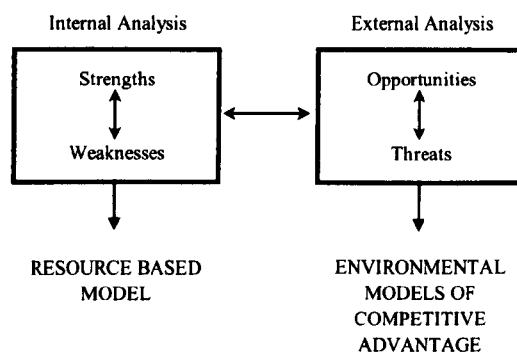 Internal Analysis
Strengths
Weaknesses
RESOURCE BASED
MODEL
External Analysis
Opportunities
Threats
ENVIRONMENTAL
MODELS OF
COMPETITIVE
ADVANTAGE